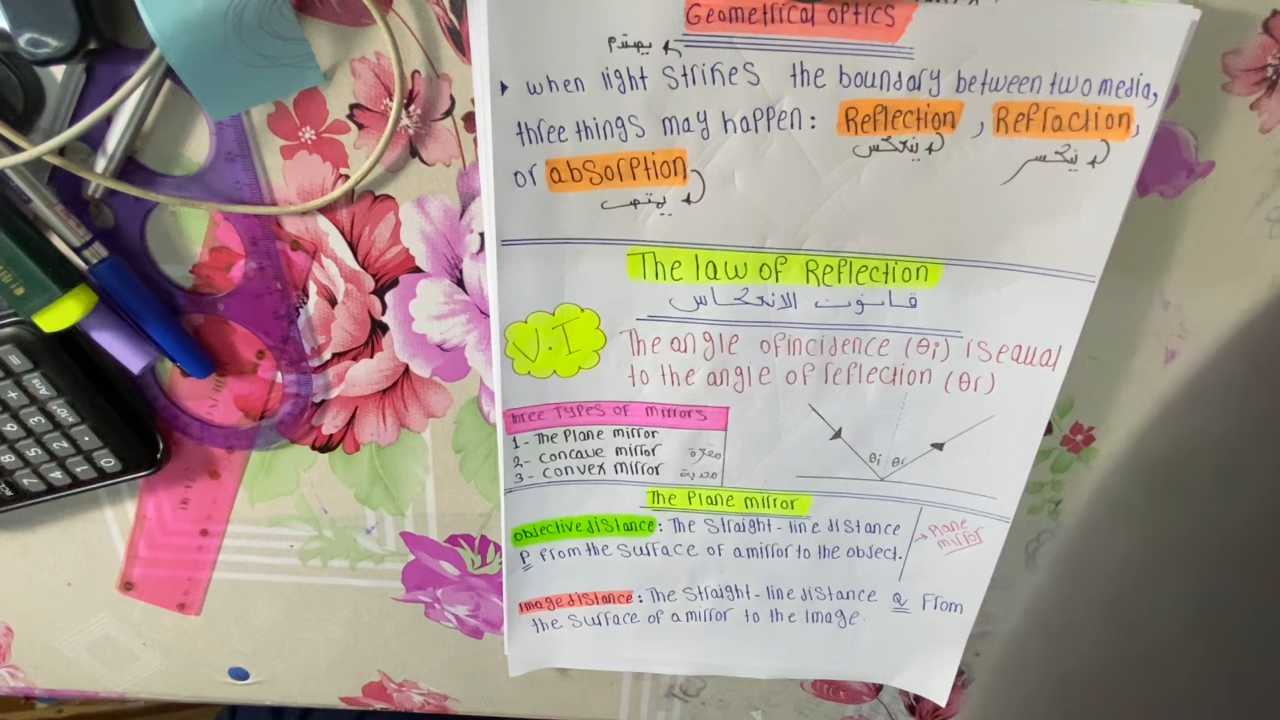 Geometrical optics
يصتدم
when light strikes the boundary between two media,
three things may happen: Reflection, Refraction,
ينعكس ينكسر
or absorption
يمتص
The law of Reflection
قانون الانعكاس
V.I
The angle of incidence (θi) is equal
to the angle of reflection (θr)
θi θr
Three Types of mirrors
1- The Plane mirror
2- concave mirror مقعرة
3- convex mirror محدبة
The Plane mirror
objective distance: The straight-line distance
P from the surface of a mirror to the object.
Plane
mirror
Image distance: The straight-line distance q From
the surface of a mirror to the image.